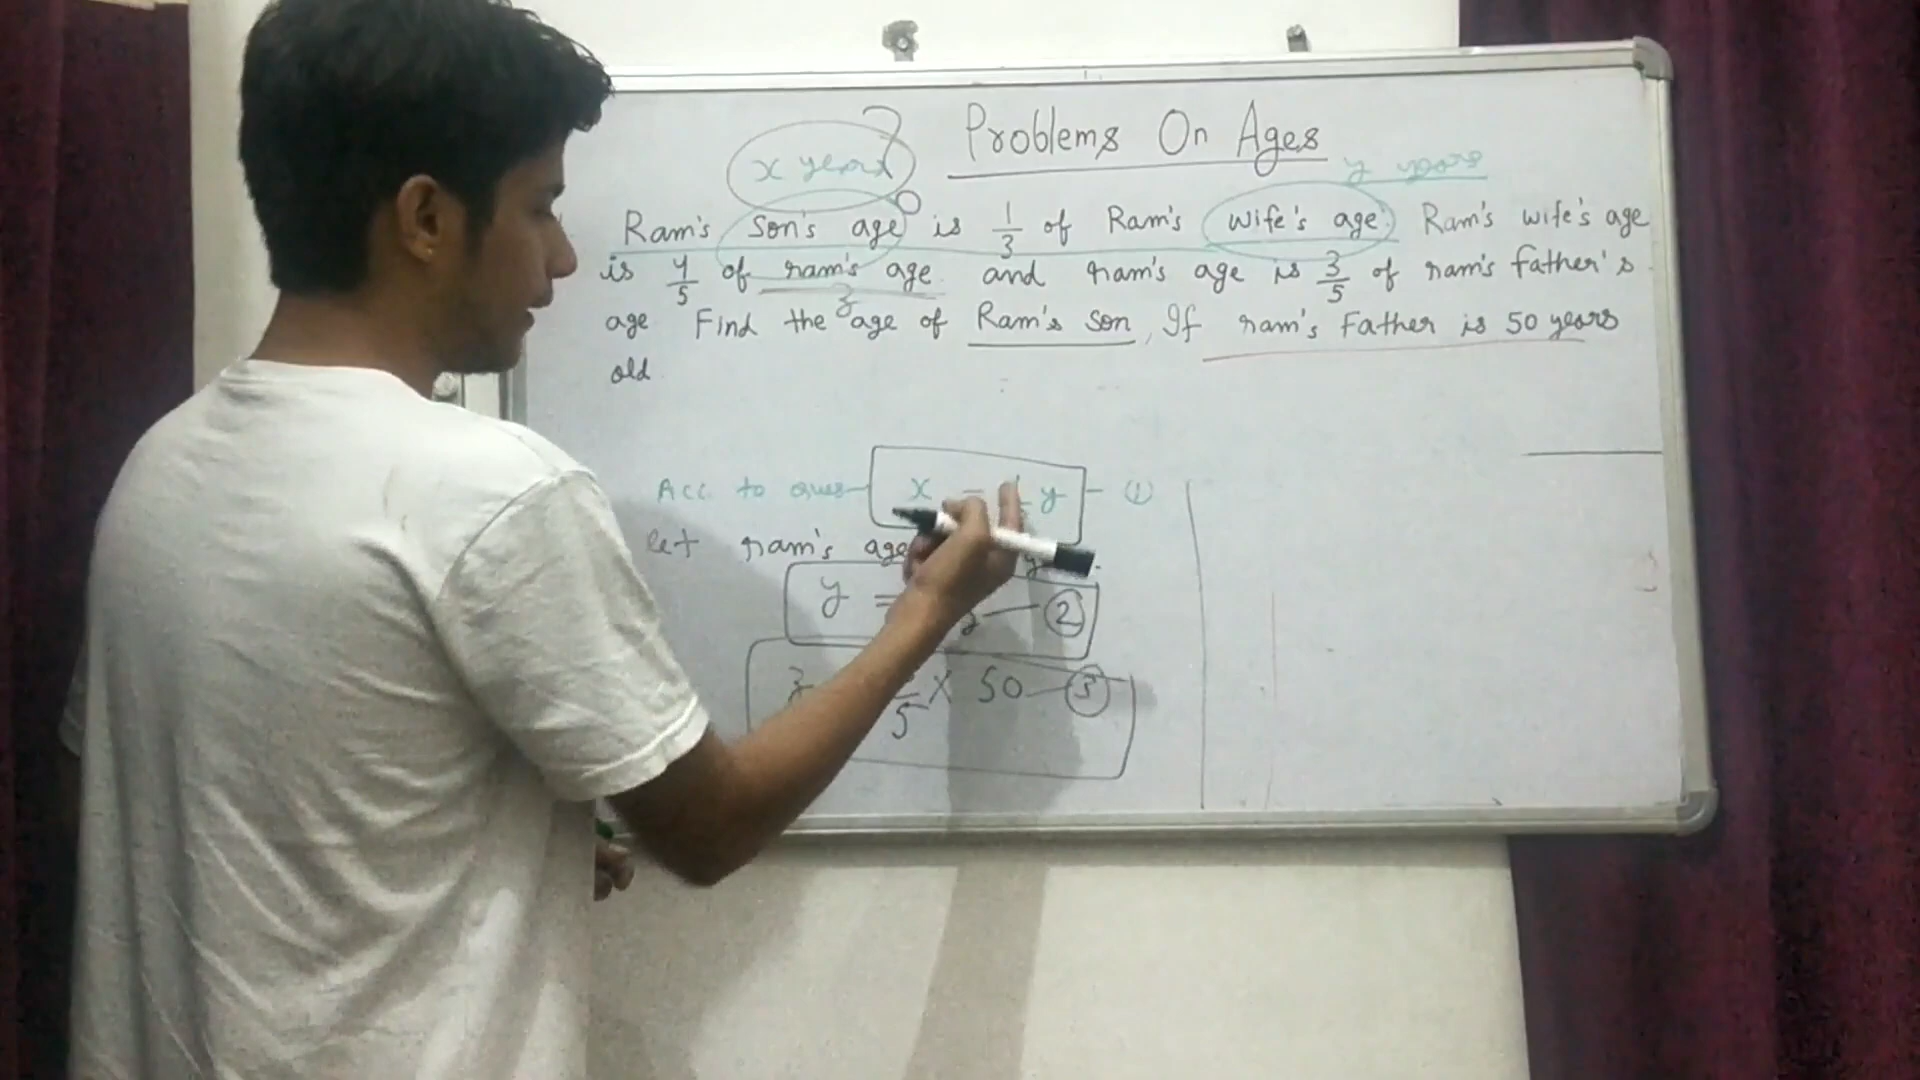 Problems On Ages
x years
y years
Ram's son's age is 1/3 of Ram's wife's age. Ram's wife's age
is 4/5 of ram's age and ram's age is 3/5 of ram's father's
z
age Find the age of Ram's son, If ram's Father is 50 years
old
Acc to ques x = y - (1)
let ram's age
y = z (2)
z 5 X 50 (3)